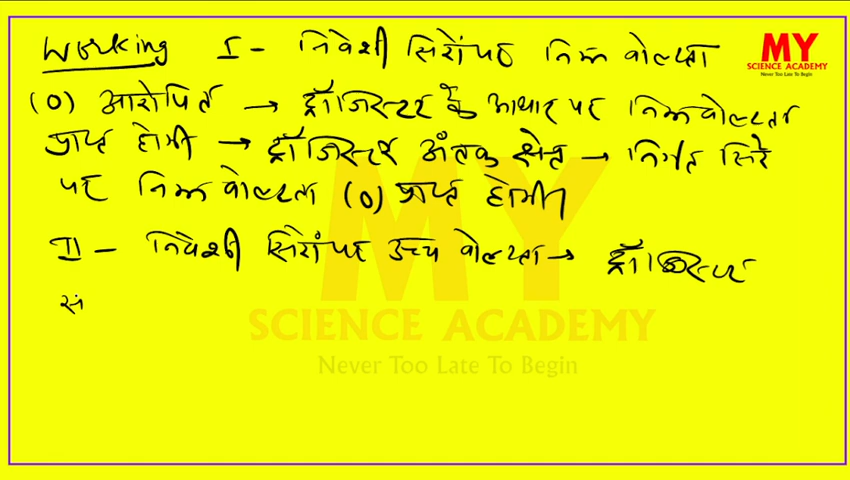 Working I - निवेशी सिरों पर निम्न वोल्टता
MY
SCIENCE ACADEMY
Never Too Late To Begin
(0) आरोपित → ट्रॉंजिस्टर के आधार पर निम्न वोल्टता
प्राप्त होगी → ट्रॉंजिस्टर अंतक क्षेत्र → निर्गत सिरे
पर निम्न वोल्टता (0) प्राप्त होगी।
II - निवेशी सिरों पर उच्च वोल्टता → ट्रॉंजिस्टर
सं
MY
SCIENCE ACADEMY
Never Too Late To Begin